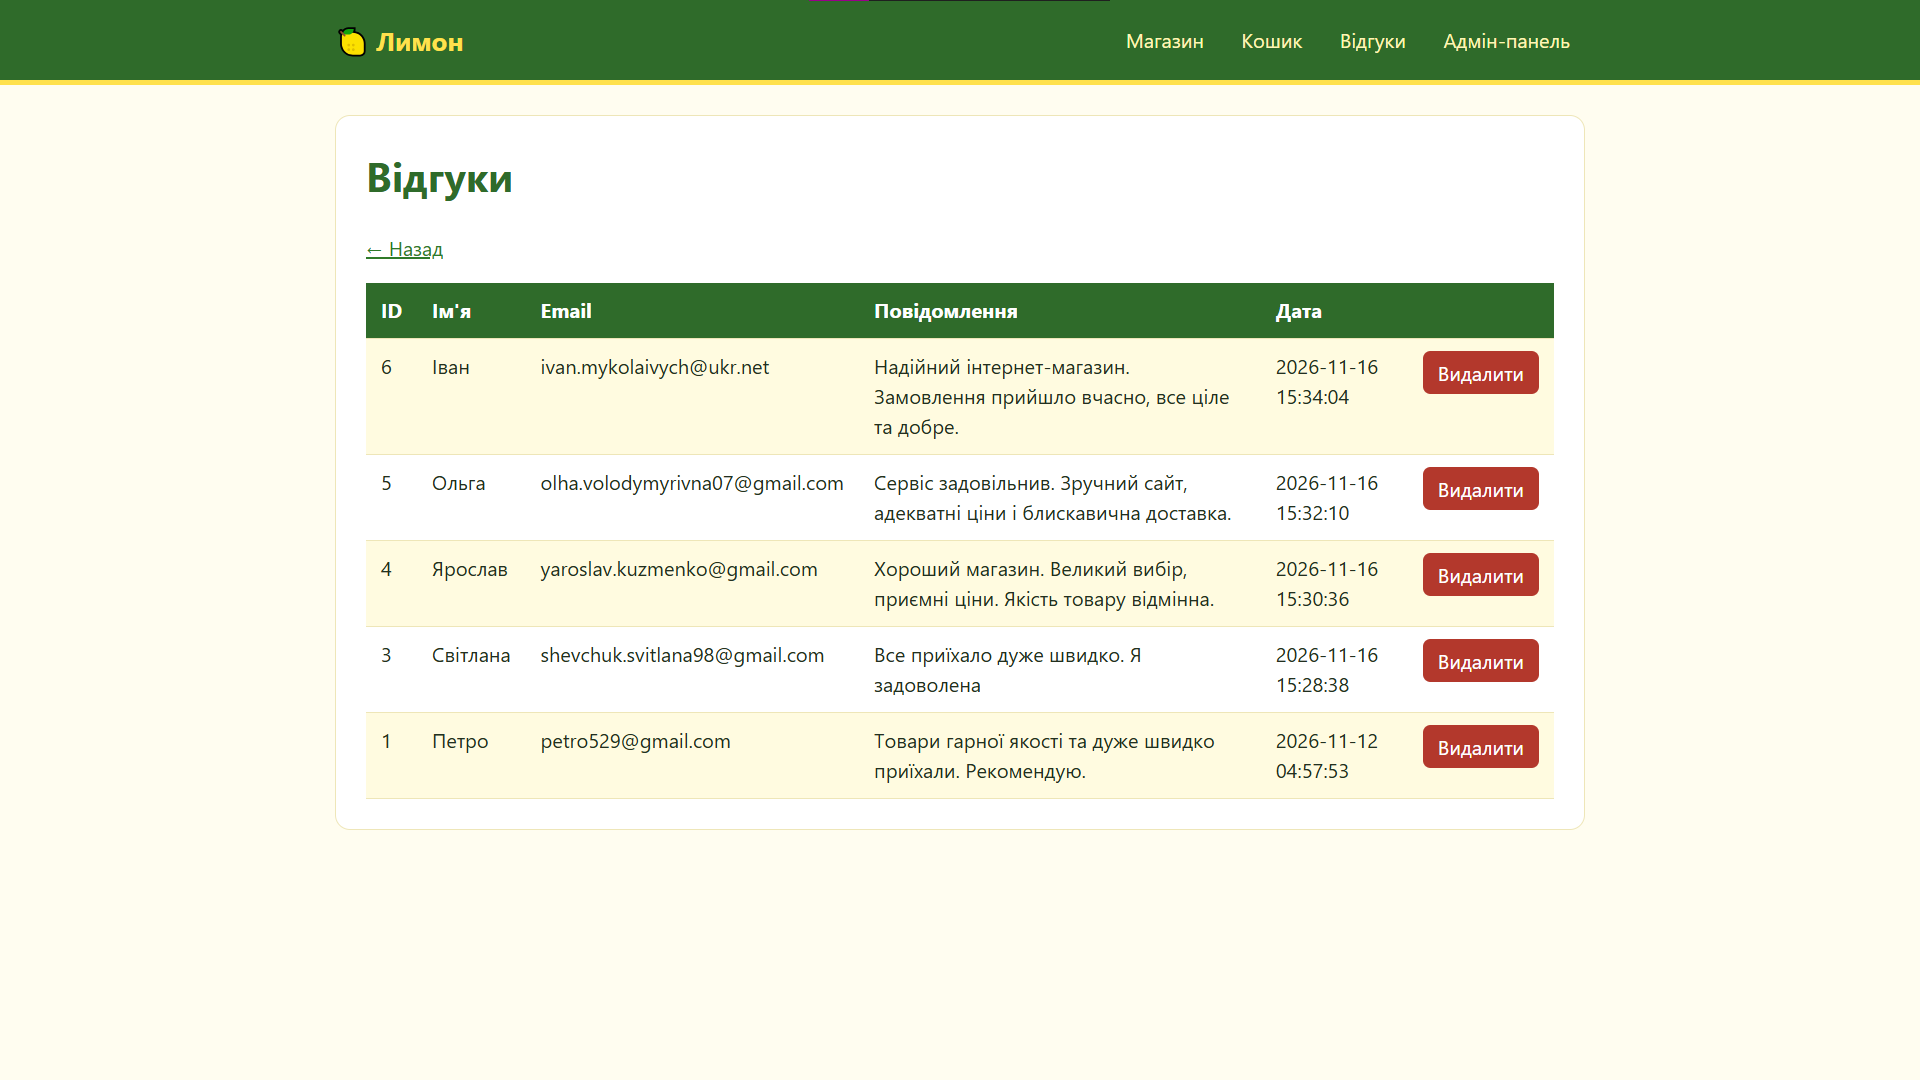 Лимон
Магазин Кошик Відгуки Адмін-панель
Відгуки
← Назад
ID Ім'я Email Повідомлення Дата
6 Іван ivan.mykolaivych@ukr.net Надійний інтернет-магазин. 2026-11-16 Видалити
Замовлення прийшло вчасно, все ціле 15:34:04
та добре.
5 Ольга olha.volodymyrivna07@gmail.com Сервіс задовільнив. Зручний сайт, 2026-11-16 Видалити
адекватні ціни і блискавична доставка. 15:32:10
4 Ярослав yaroslav.kuzmenko@gmail.com Хороший магазин. Великий вибір, 2026-11-16 Видалити
приємні ціни. Якість товару відмінна. 15:30:36
3 Світлана shevchuk.svitlana98@gmail.com Все приїхало дуже швидко. Я 2026-11-16 Видалити
задоволена 15:28:38
1 Петро petro529@gmail.com Товари гарної якості та дуже швидко 2026-11-12 Видалити
приїхали. Рекомендую. 04:57:53